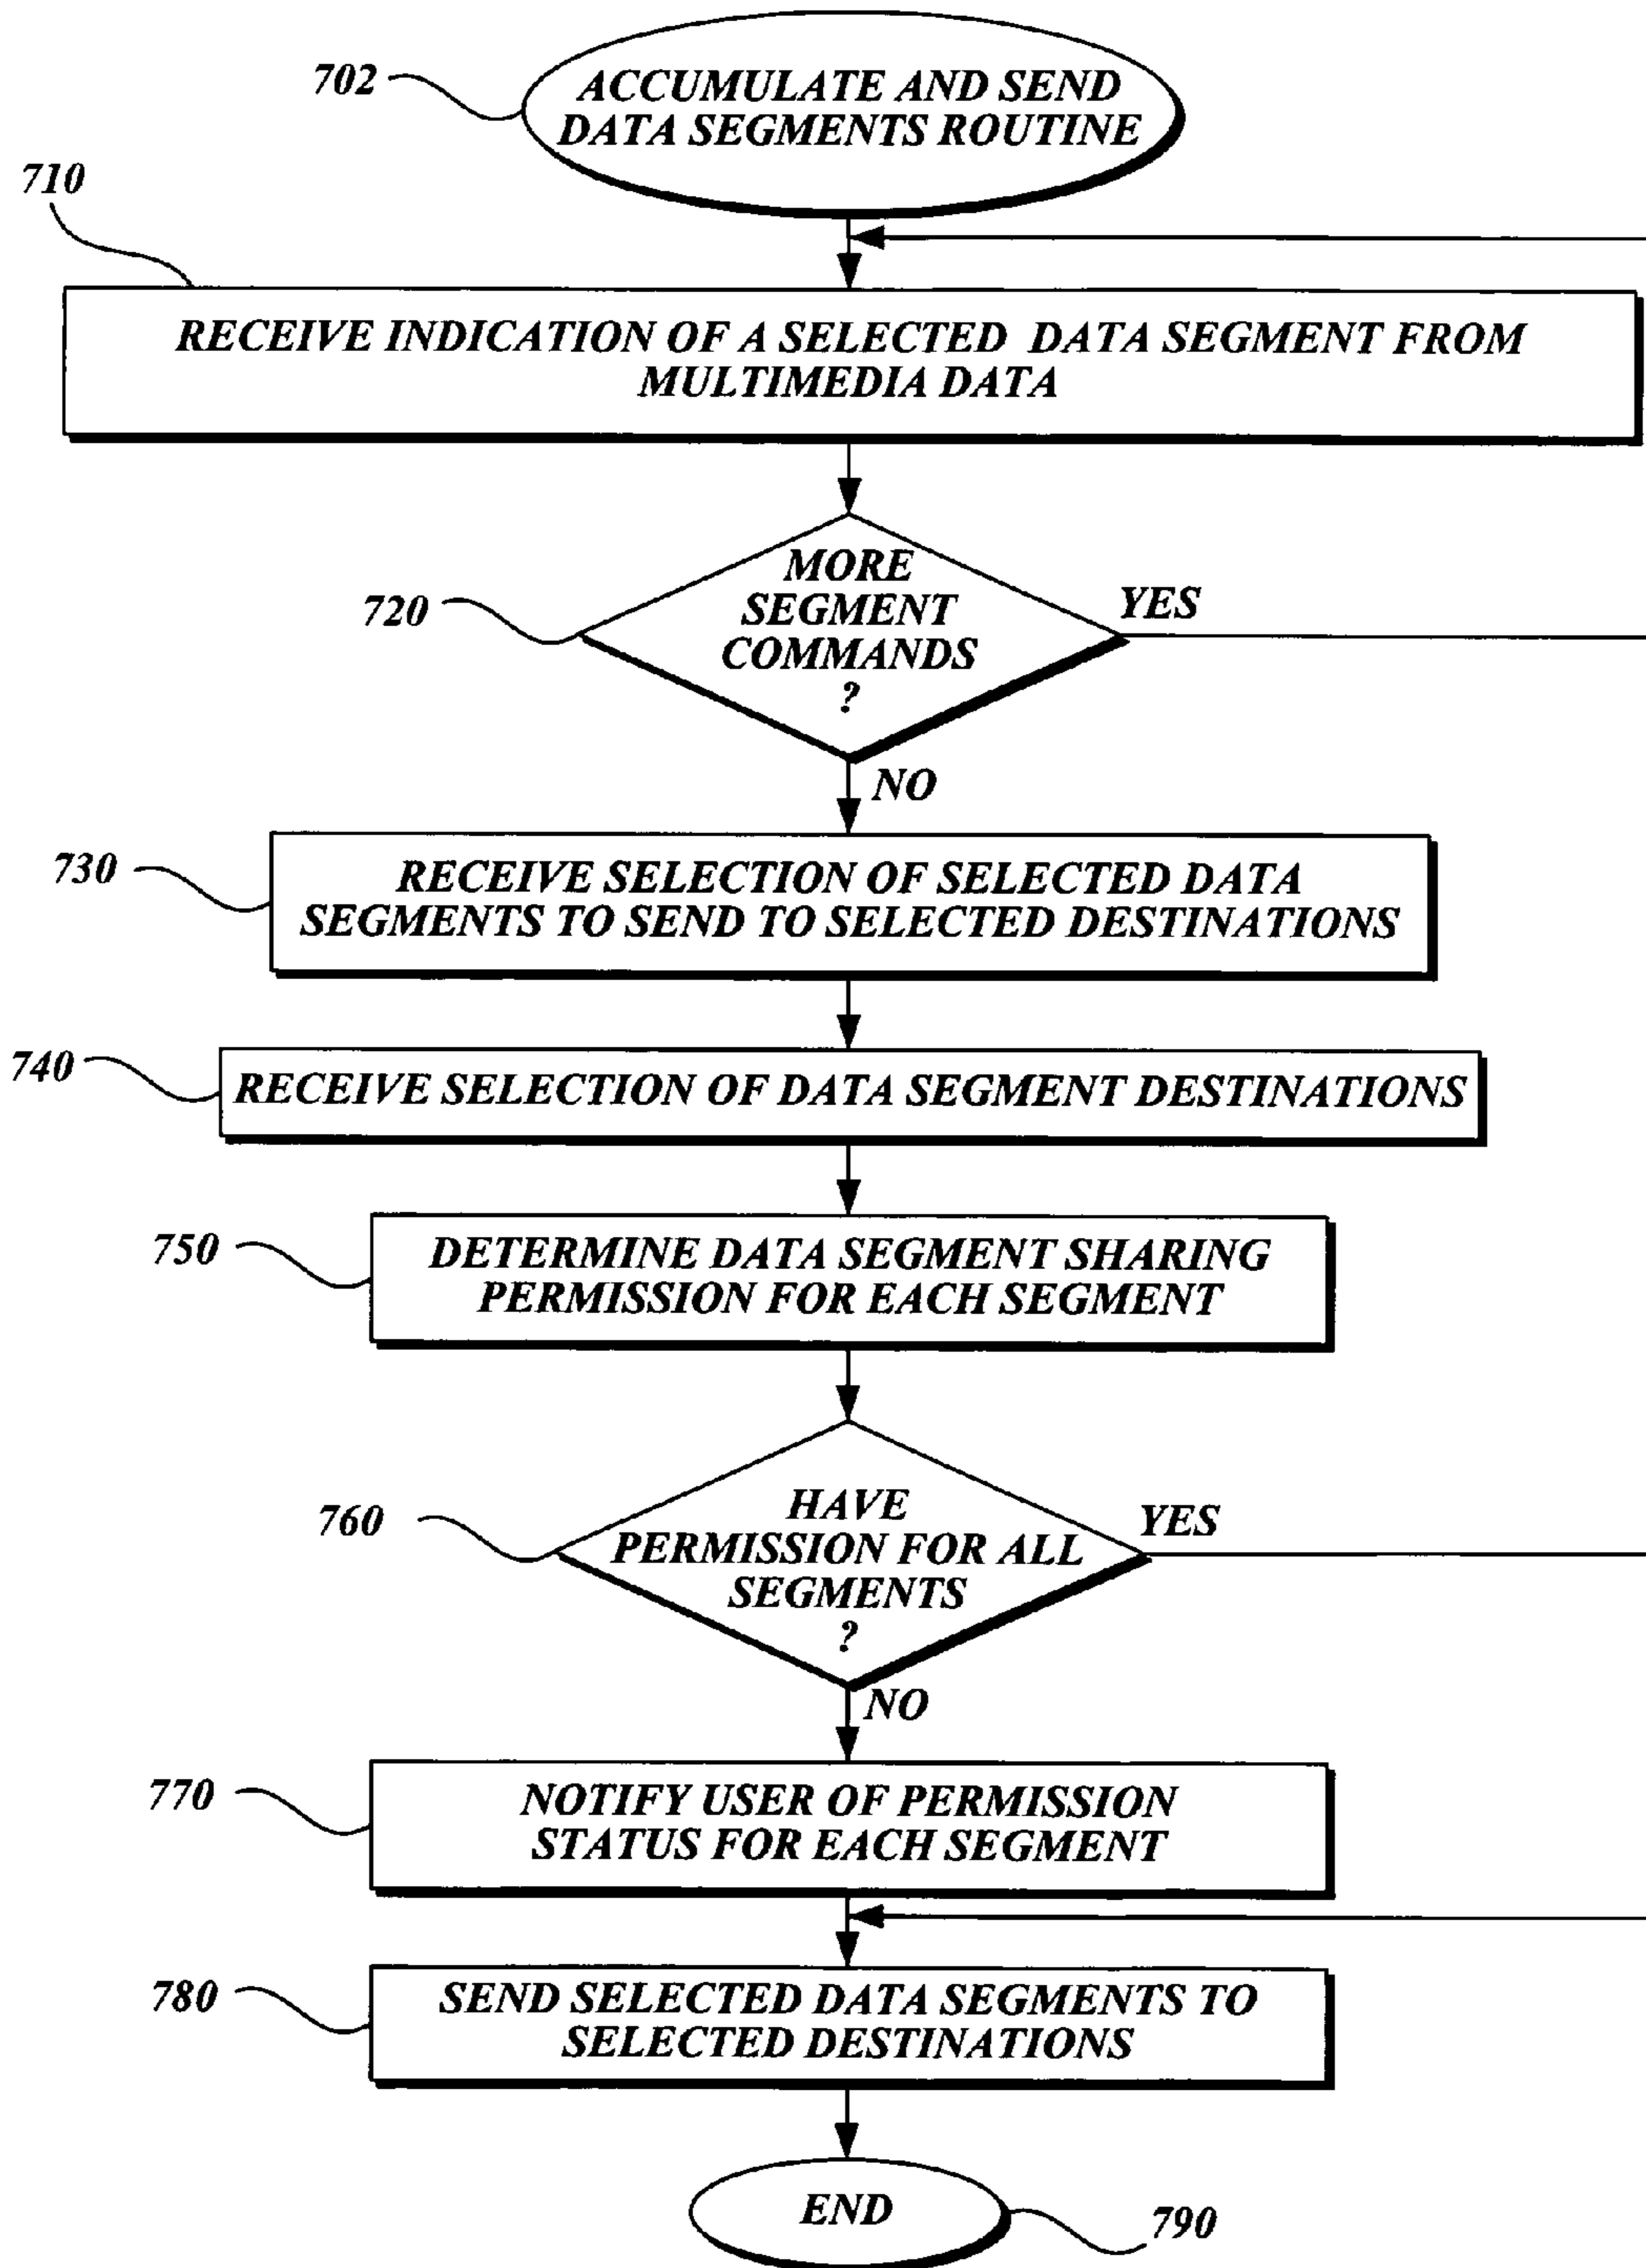 702
ACCUMULATE AND SEND
DATA SEGMENTS ROUTINE
710
RECEIVE INDICATION OF A SELECTED DATA SEGMENT FROM
MULTIMEDIA DATA
720
MORE
SEGMENT
COMMANDS
?
YES
NO
730
RECEIVE SELECTION OF SELECTED DATA
SEGMENTS TO SEND TO SELECTED DESTINATIONS
740
RECEIVE SELECTION OF DATA SEGMENT DESTINATIONS
750
DETERMINE DATA SEGMENT SHARING
PERMISSION FOR EACH SEGMENT
760
HAVE
PERMISSION FOR ALL
SEGMENTS
?
YES
NO
770
NOTIFY USER OF PERMISSION
STATUS FOR EACH SEGMENT
780
SEND SELECTED DATA SEGMENTS TO
SELECTED DESTINATIONS
END
790